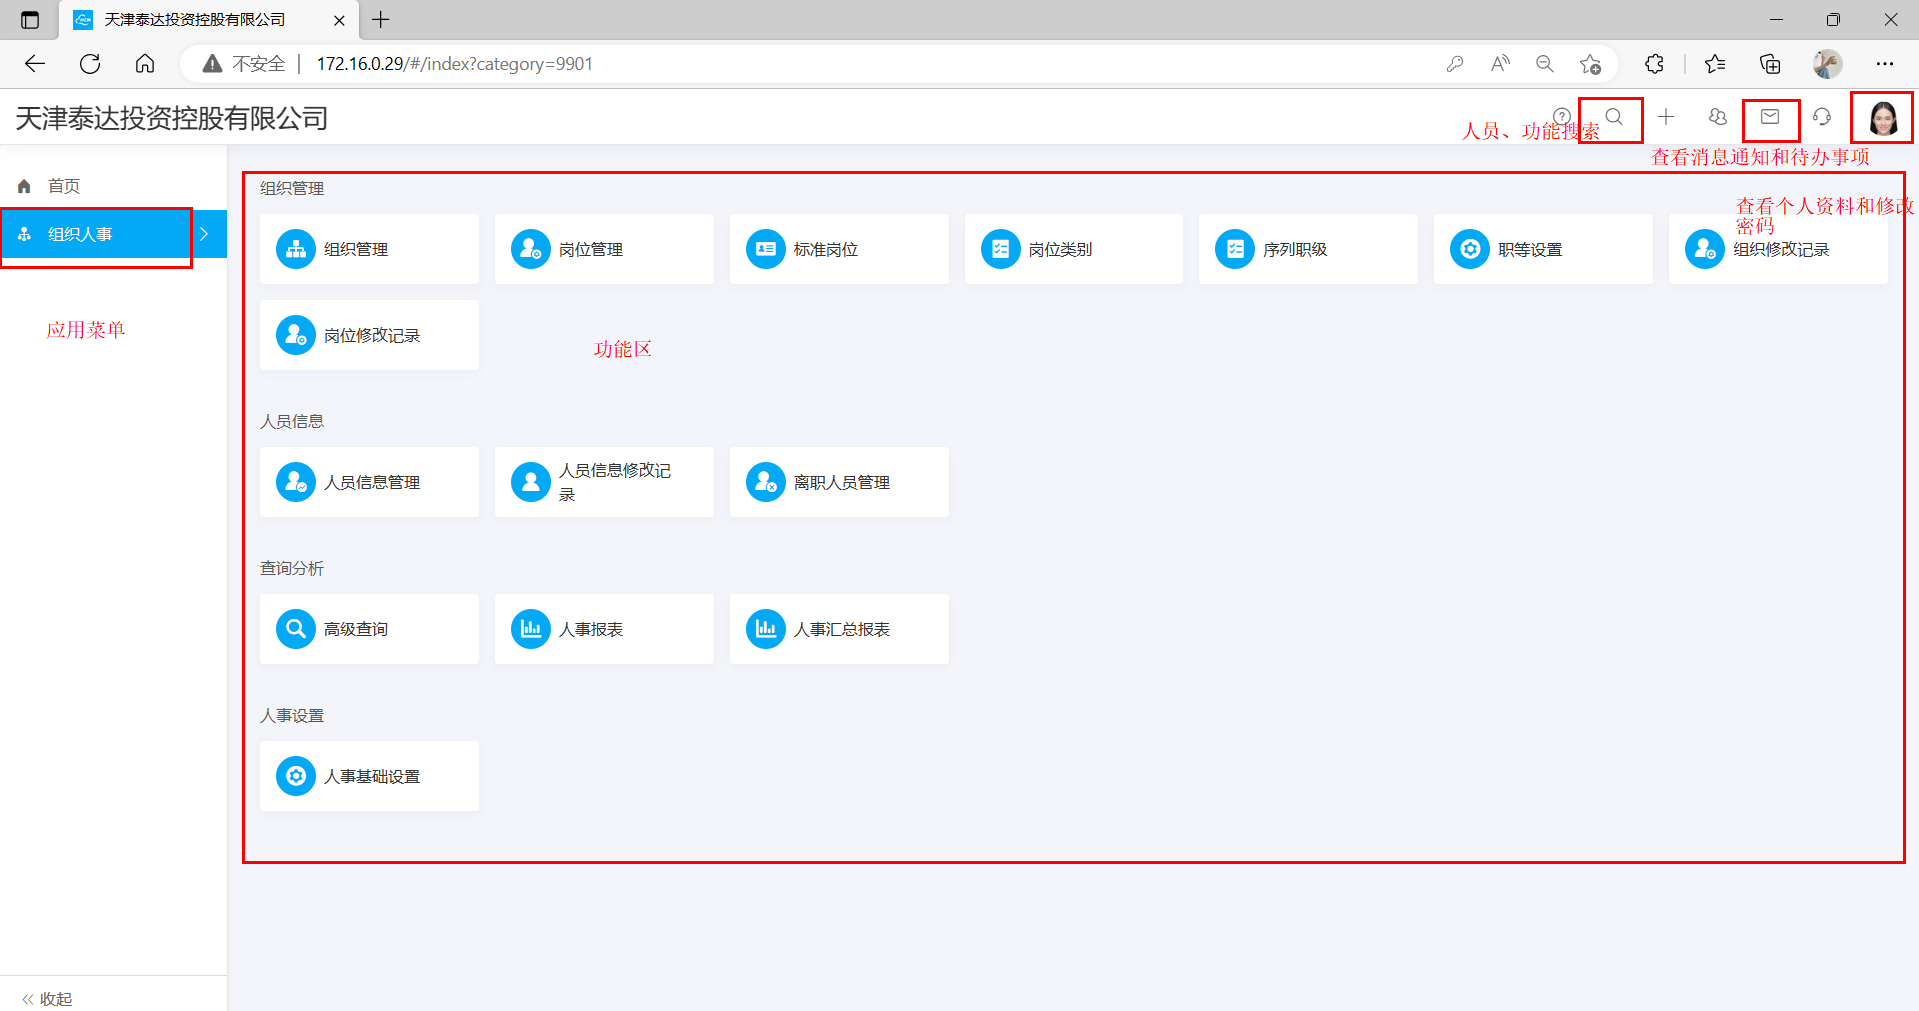 天津泰达投资控股有限公司
不安全
172.16.0.29/#/index?category=9901
天津泰达投资控股有限公司
人员、功能搜索
查看消息通知和待办事项
查看个人资料和修改
密码
首页
组织人事
应用菜单
组织管理
组织管理
岗位管理
标准岗位
岗位类别
序列职级
职等设置
组织修改记录
岗位修改记录
功能区
人员信息
人员信息管理
人员信息修改记
录
离职人员管理
查询分析
高级查询
人事报表
人事汇总报表
人事设置
人事基础设置
收起